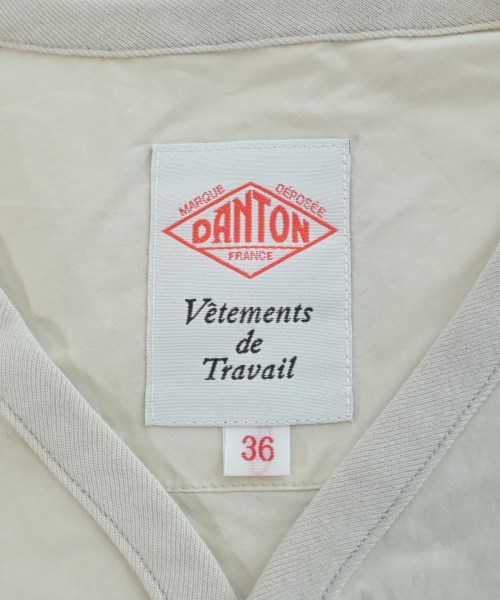 MARQUE DÉPOSÉE
DANTON
FRANCE
Vêtements
de
Travail
36